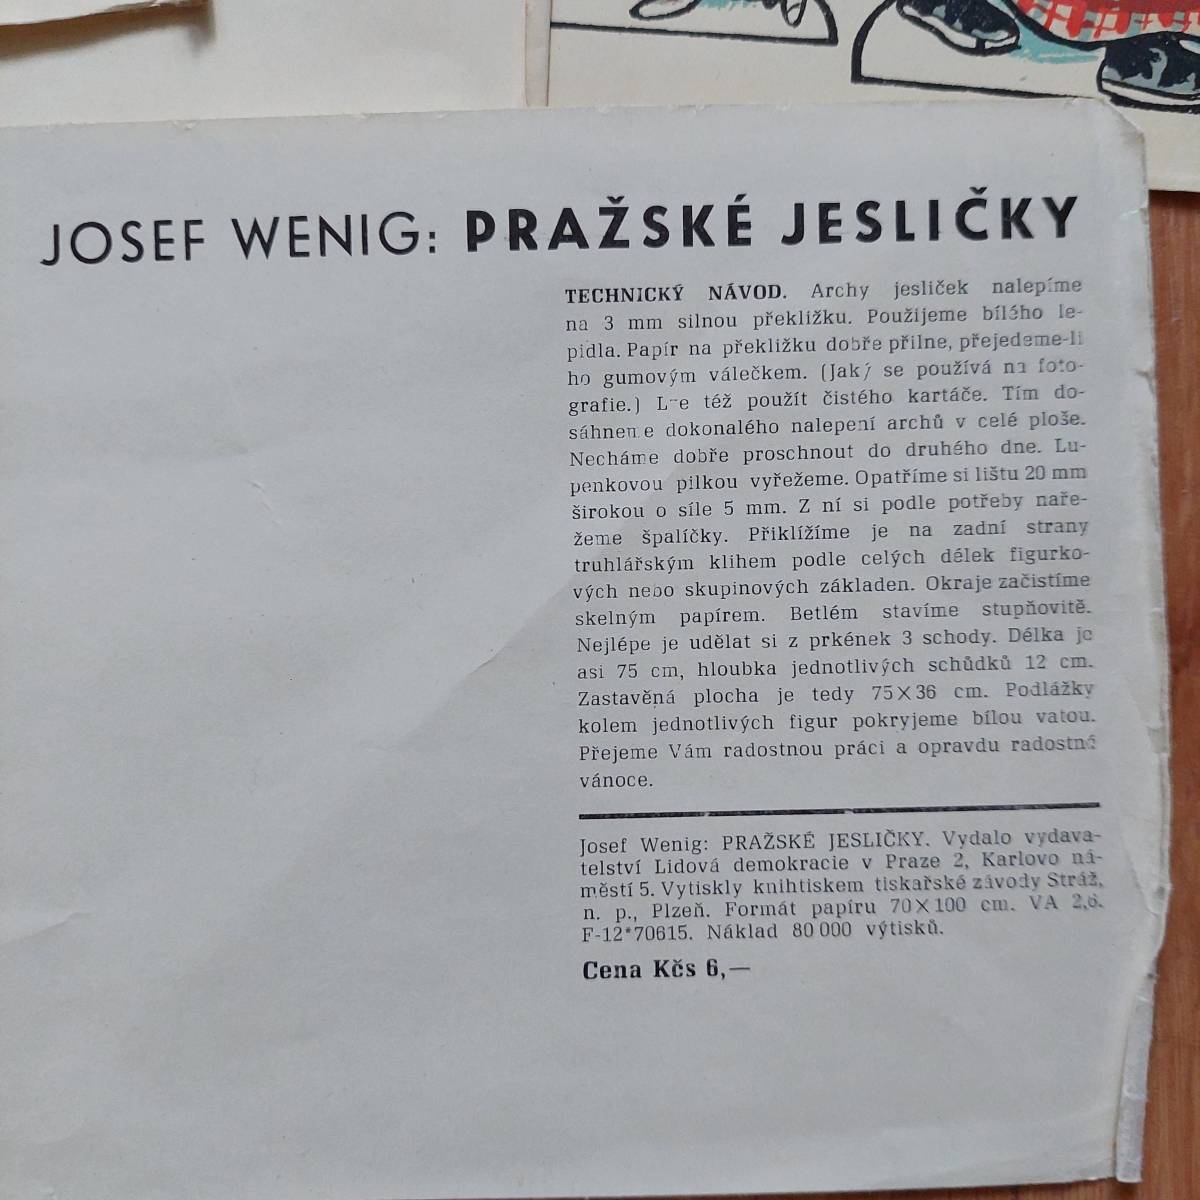 JOSEF WENIG: PRAŽSKÉ JESLIČKY
TECHNICKÝ NÁVOD. Archy jesliček nalepíme
na 3 mm silnou překližku. Použijeme bílého le-
pidla. Papír na překližku dobře přilne, přejedeme-li
ho gumovým válečkem. (Jak se používá na foto-
grafie.) Lze též použít čistého kartáče. Tím do-
sáhneme dokonalého nalepení archů v celé ploše.
Necháme dobře proschnout do druhého dne. Lu-
penkovou pilkou vyřežeme. Opatříme si lištu 20 mm
širokou o síle 5 mm. Z ní si podle potřeby naře-
žeme špalíčky. Přiklížíme je na zadní strany
truhlářským klihem podle celých délek figurko-
vých nebo skupinových základen. Okraje začistíme
skelným papírem. Betlém stavíme stupňovitě.
Nejlépe je udělat si z prkének 3 schody. Délka je
asi 75 cm, hloubka jednotlivých schůdků 12 cm.
Zastavěná plocha je tedy 75×36 cm. Podlážky
kolem jednotlivých figur pokryjeme bílou vatou.
Přejeme Vám radostnou práci a opravdu radostné
vánoce.
Josef Wenig: PRAŽSKÉ JESLIČKY. Vydalo vydava-
telství Lidová demokracie v Praze 2, Karlovo ná-
městí 5. Vytiskly knihtiskem tiskařské závody Stráž,
n. p., Plzeň. Formát papíru 70×100 cm. VA 2,6.
F-12*70615. Náklad 80 000 výtisků.
Cena Kčs 6,—